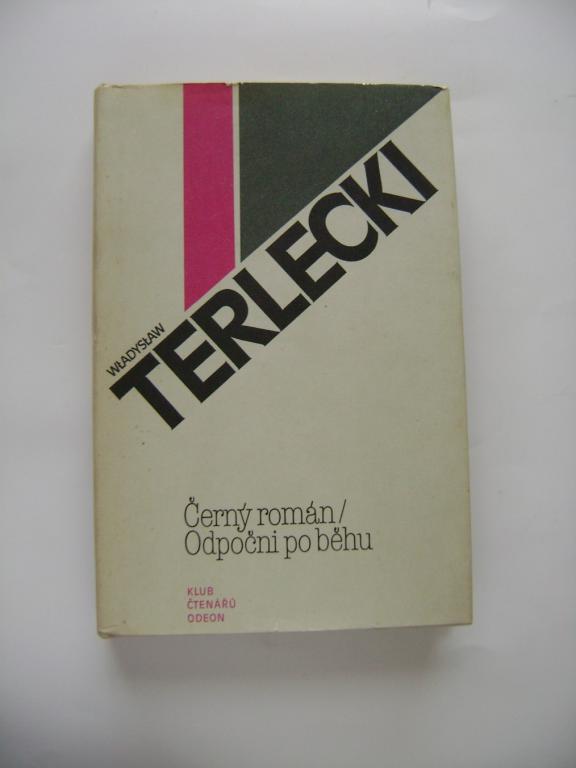 WŁADYSŁAW
TERLECKI
Černý román/
Odpočni po běhu
KLUB
ČTENÁŘŮ
ODEON